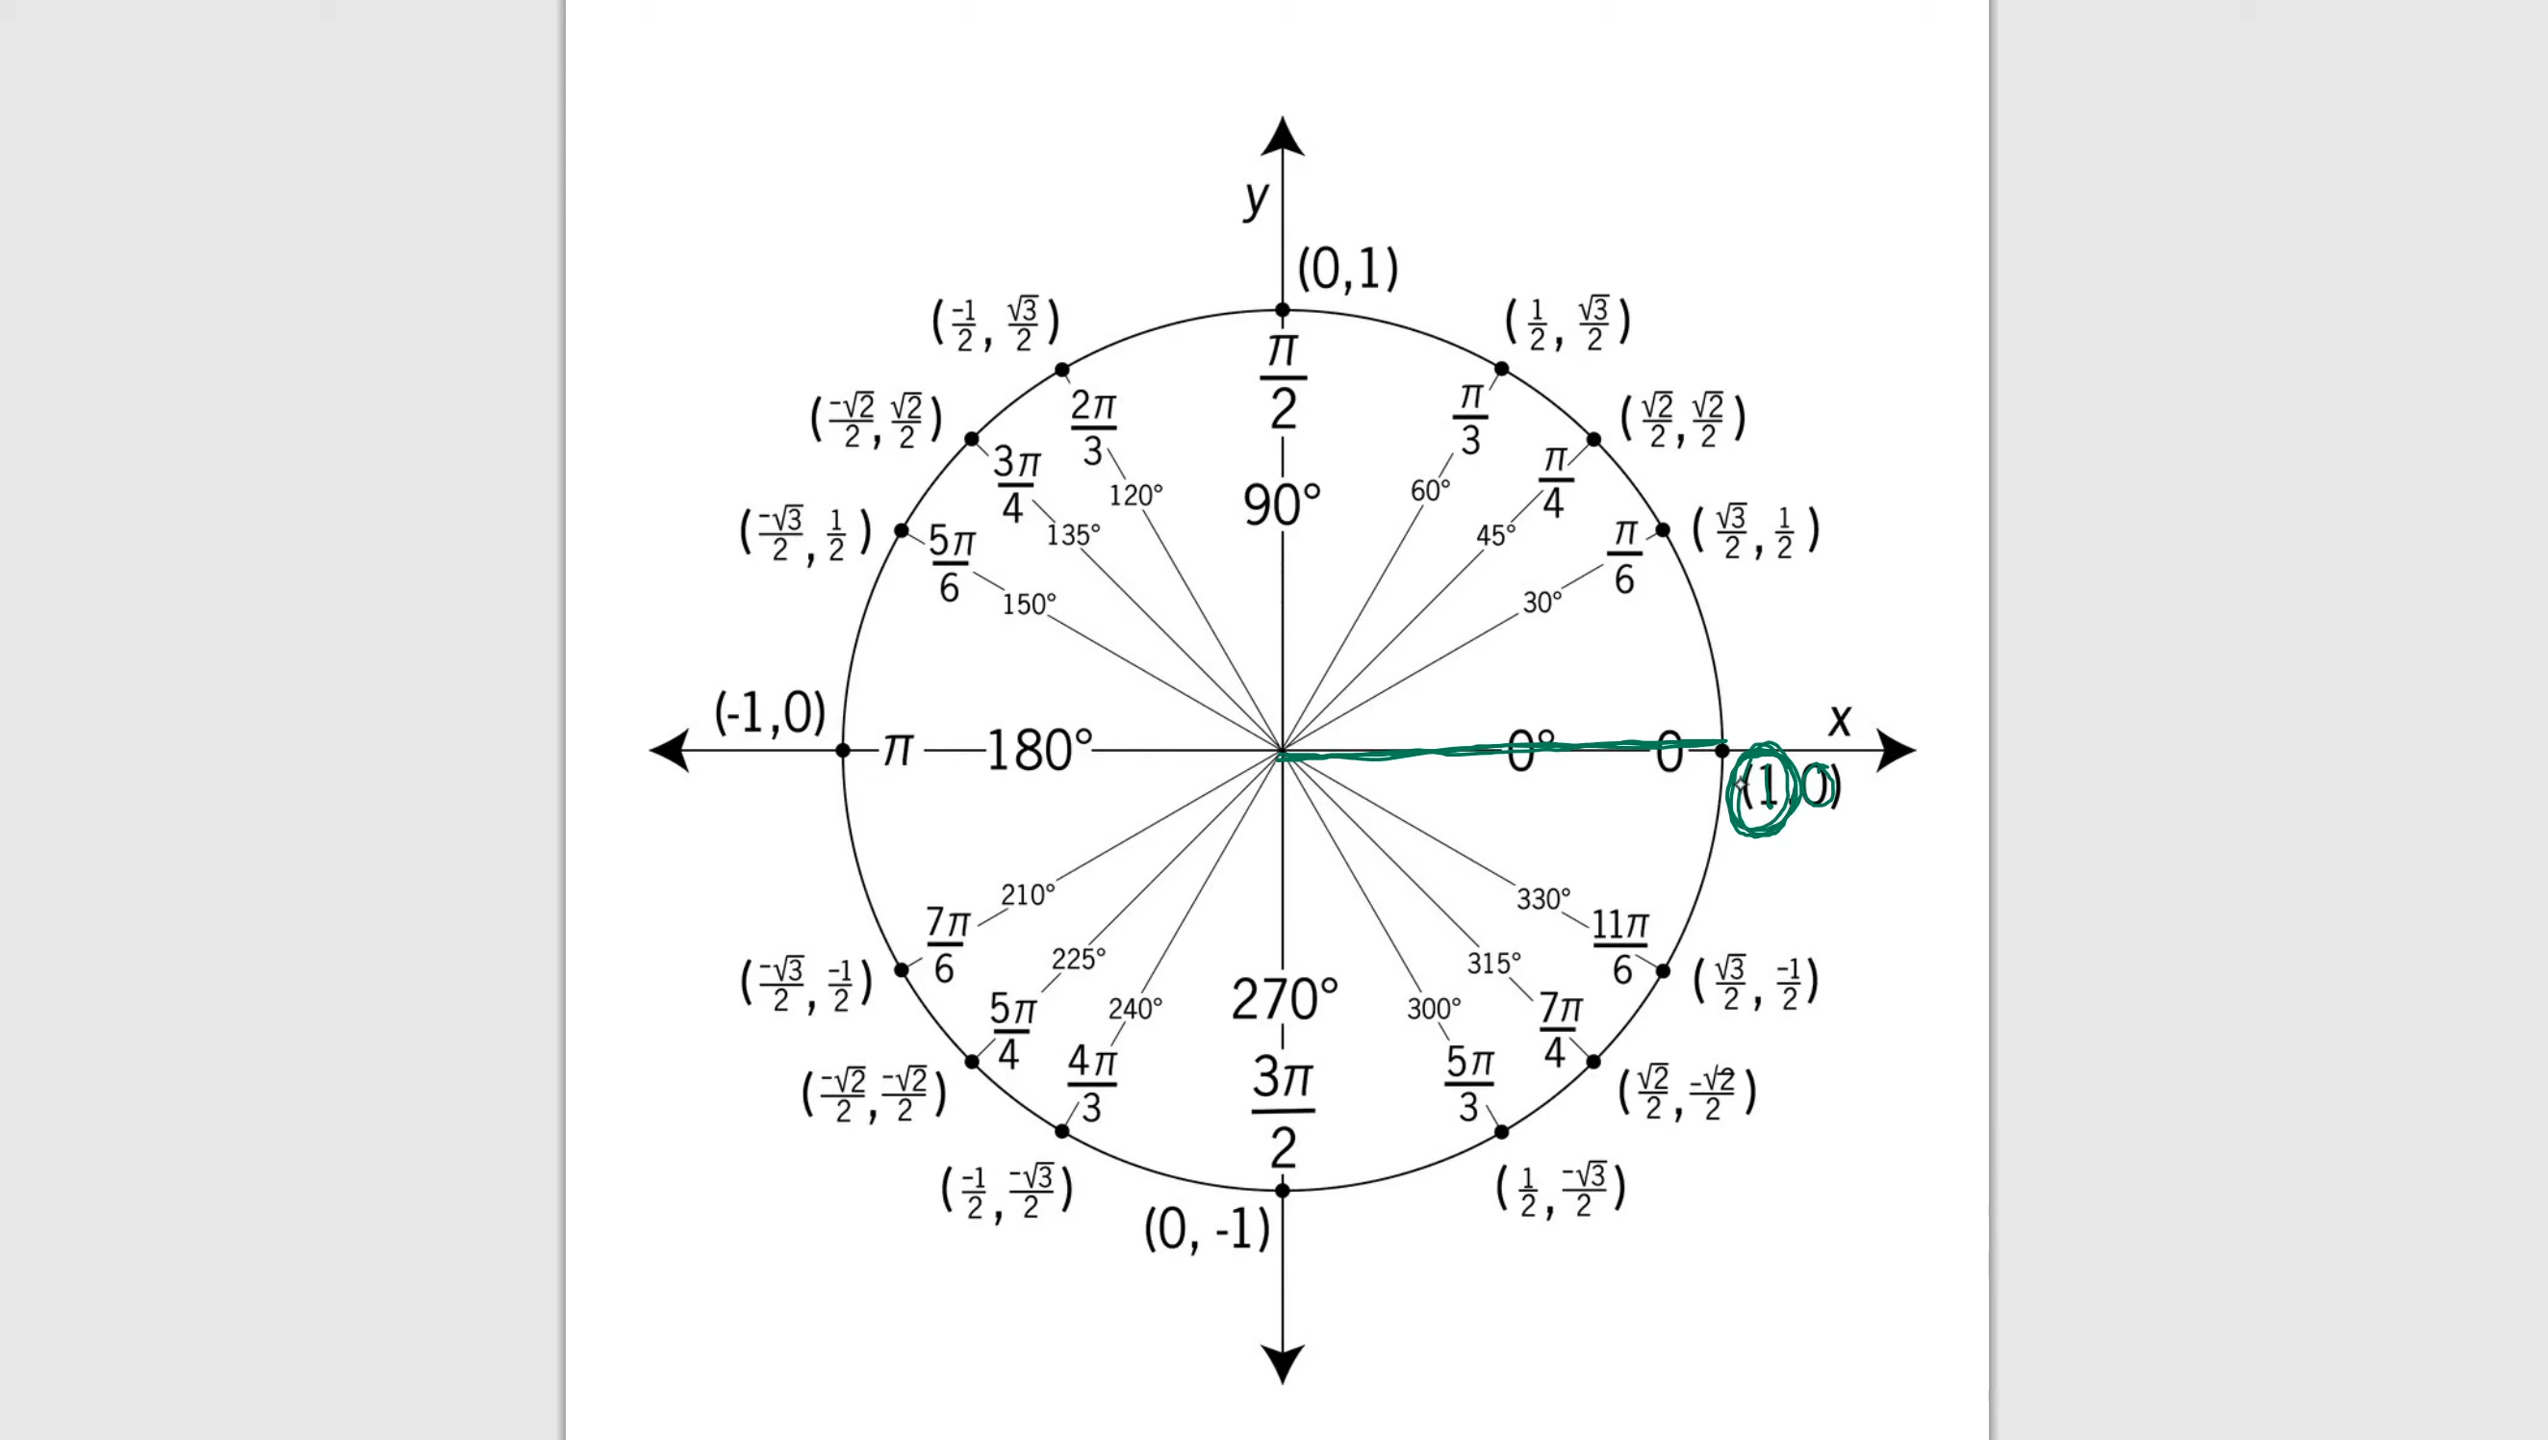 y
(0,1)
(-1/2, √3/2)
(1/2, √3/2)
π/2
2π/3
π/3
(-√2/2, √2/2)
(√2/2, √2/2)
3π/4
π/4
120°
90°
60°
135°
45°
(-√3/2, 1/2)
(√3/2, 1/2)
5π/6
π/6
150°
30°
(-1,0)
x
π
180°
0°
0
(1,0)
210°
330°
7π/6
11π/6
225°
315°
(-√3/2, -1/2)
(√3/2, -1/2)
240°
270°
300°
5π/4
7π/4
4π/3
3π/2
5π/3
(-√2/2, -√2/2)
(√2/2, -√2/2)
(-1/2, -√3/2)
(1/2, -√3/2)
(0, -1)